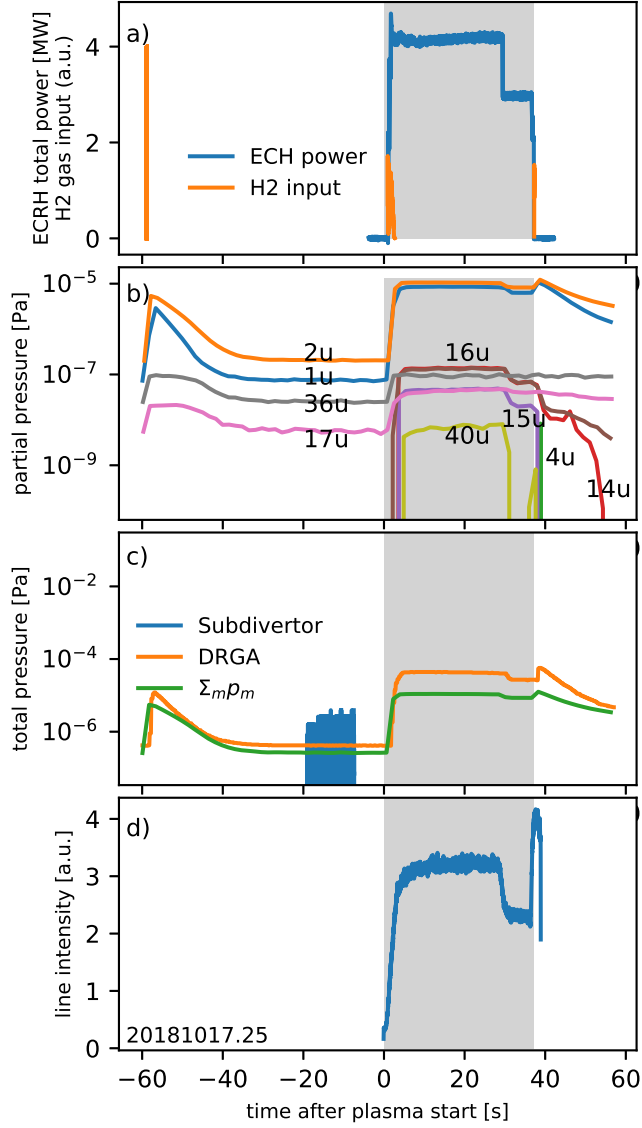 a)
ECRH total power [MW]
H2 gas input (a.u.)
4
2
0
ECH power
H2 input
b)
)
partial pressure [Pa]
10⁻⁵
10⁻⁷
10⁻⁹
2u
16u
1u
36u
15u
17u
40u
4u
14u
c)
)
total pressure [Pa]
10⁻²
10⁻⁴
10⁻⁶
Subdivertor
DRGA
Σₘpₘ
d)
)
line intensity [a.u.]
4
3
2
1
0
20181017.25
−60 −40 −20 0 20 40 60
time after plasma start [s]